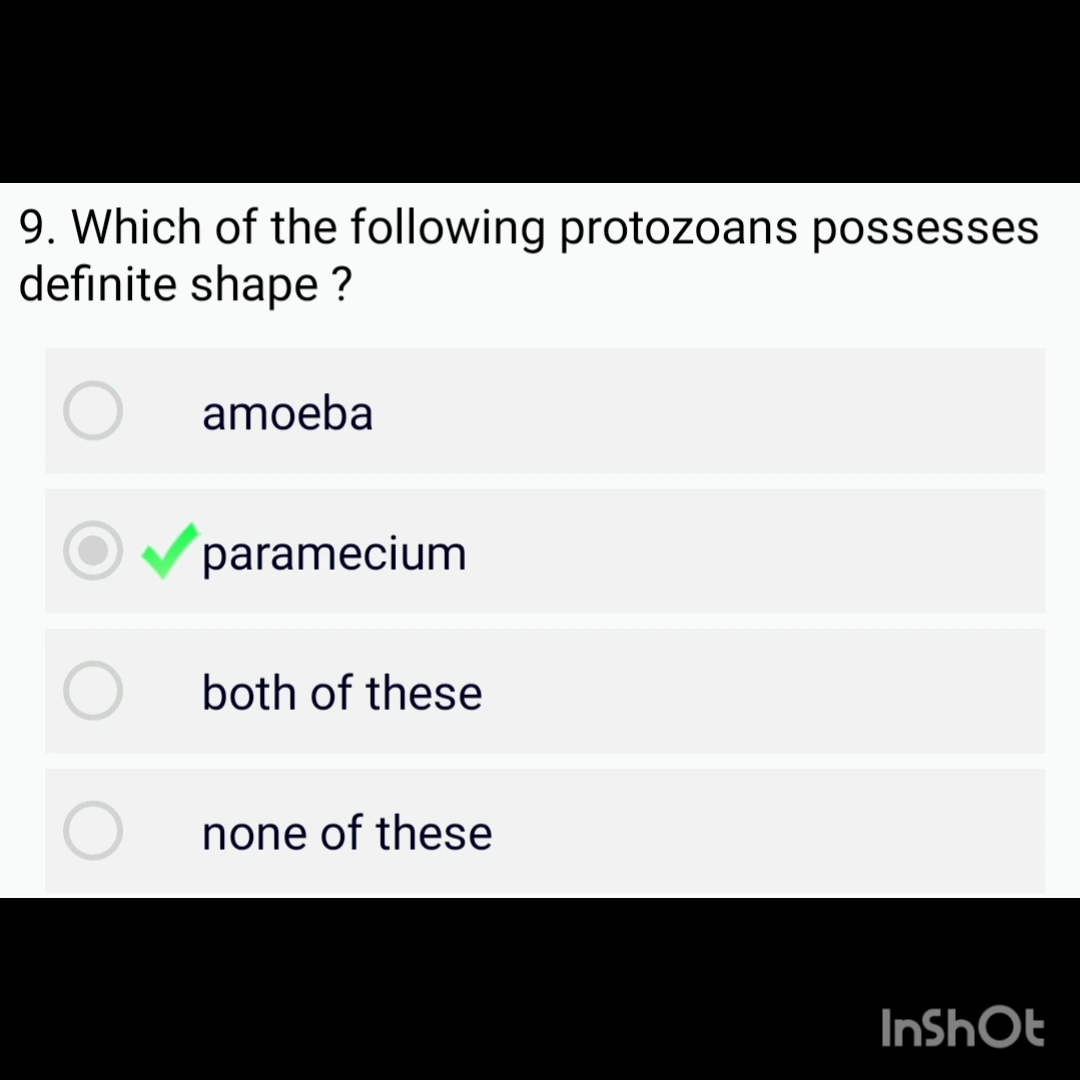 9. Which of the following protozoans possesses
definite shape ?
amoeba
paramecium
both of these
none of these
InShOt